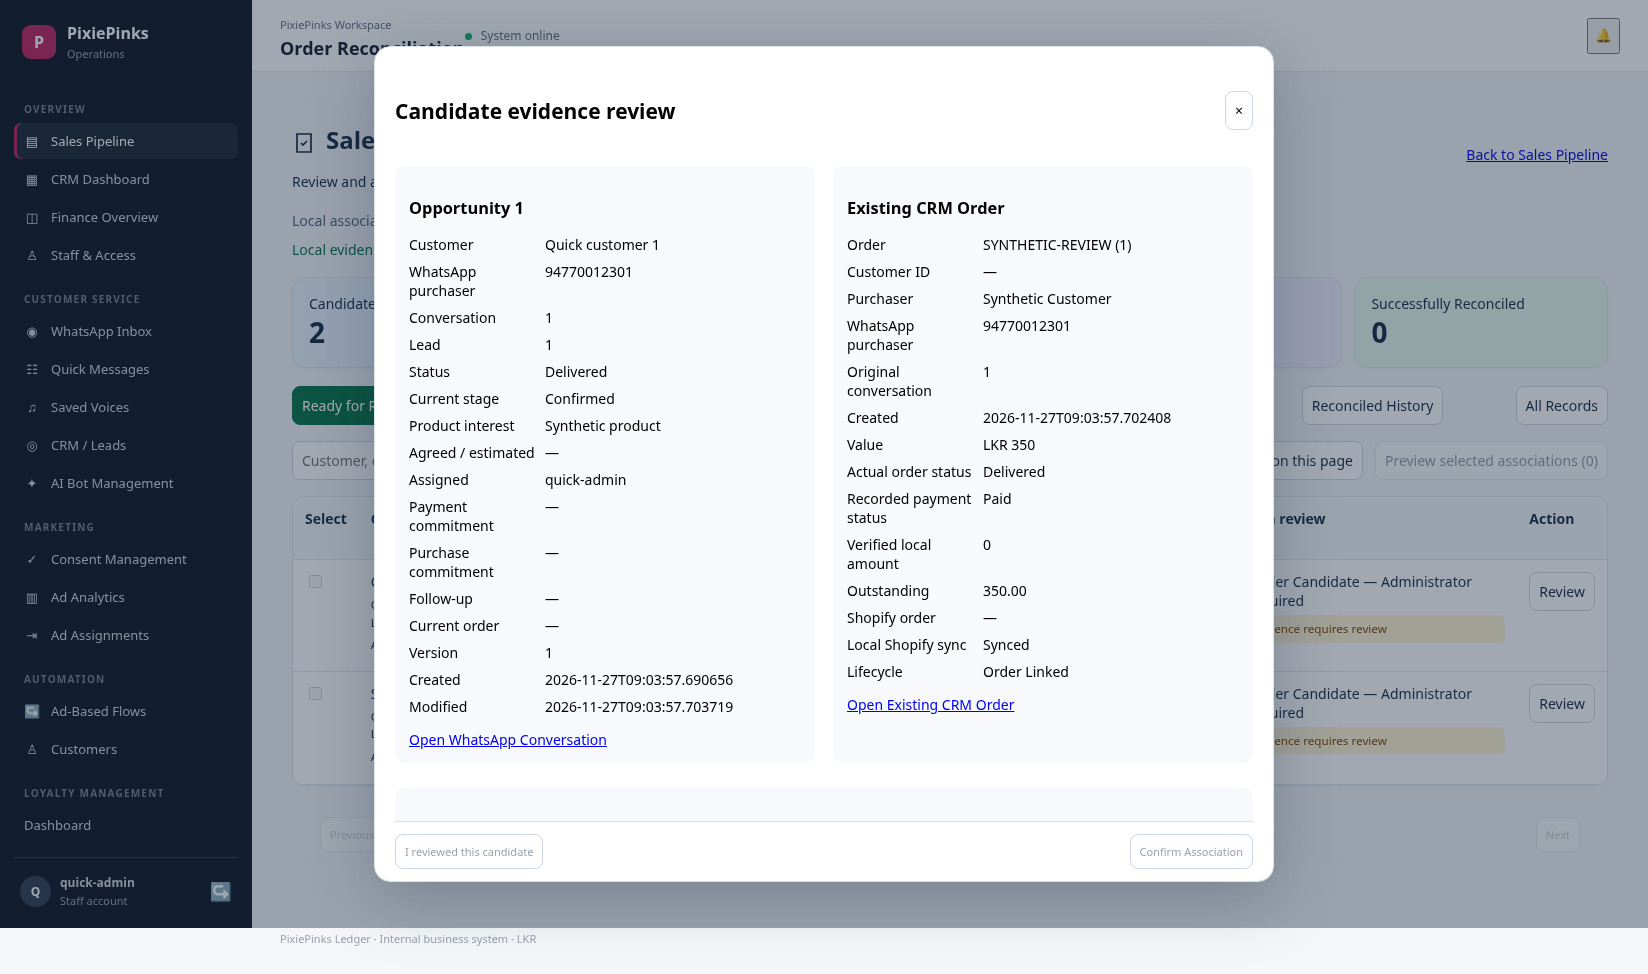 P
PixiePinks
Operations
OVERVIEW
Sales Pipeline
CRM Dashboard
Finance Overview
Staff & Access
CUSTOMER SERVICE
WhatsApp Inbox
Quick Messages
Saved Voices
CRM / Leads
AI Bot Management
MARKETING
Consent Management
Ad Analytics
Ad Assignments
AUTOMATION
Ad-Based Flows
Customers
LOYALTY MANAGEMENT
Dashboard
Q
quick-admin
Staff account
PixiePinks Workspace
Order Reconciliation
System online
Back to Sales Pipeline
Sale
Review and a
Local associa
Local eviden
Candidate
2
Successfully Reconciled
0
Ready for R
Reconciled History
All Records
Customer,
on this page
Preview selected associations (0)
Select
review
Action
er Candidate — Administrator
uired
ence requires review
Review
er Candidate — Administrator
uired
ence requires review
Review
Previous
Next
Candidate evidence review
×
Opportunity 1
Customer Quick customer 1
WhatsApp purchaser 94770012301
Conversation 1
Lead 1
Status Delivered
Current stage Confirmed
Product interest Synthetic product
Agreed / estimated —
Assigned quick-admin
Payment commitment —
Purchase commitment —
Follow-up —
Current order —
Version 1
Created 2026-11-27T09:03:57.690656
Modified 2026-11-27T09:03:57.703719
Open WhatsApp Conversation
Existing CRM Order
Order SYNTHETIC-REVIEW (1)
Customer ID —
Purchaser Synthetic Customer
WhatsApp purchaser 94770012301
Original conversation 1
Created 2026-11-27T09:03:57.702408
Value LKR 350
Actual order status Delivered
Recorded payment status Paid
Verified local amount 0
Outstanding 350.00
Shopify order —
Local Shopify sync Synced
Lifecycle Order Linked
Open Existing CRM Order
I reviewed this candidate
Confirm Association
PixiePinks Ledger · Internal business system · LKR